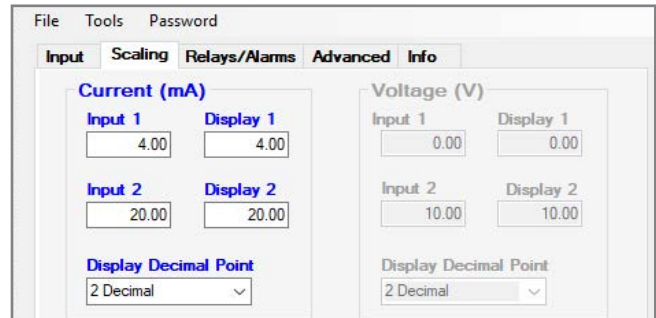 File Tools Password
Input Scaling Relays/Alarms Advanced Info
Current (mA)
Input 1 Display 1
4.00 4.00
Input 2 Display 2
20.00 20.00
Display Decimal Point
2 Decimal
Voltage (V)
Input 1 Display 1
0.00 0.00
Input 2 Display 2
10.00 10.00
Display Decimal Point
2 Decimal